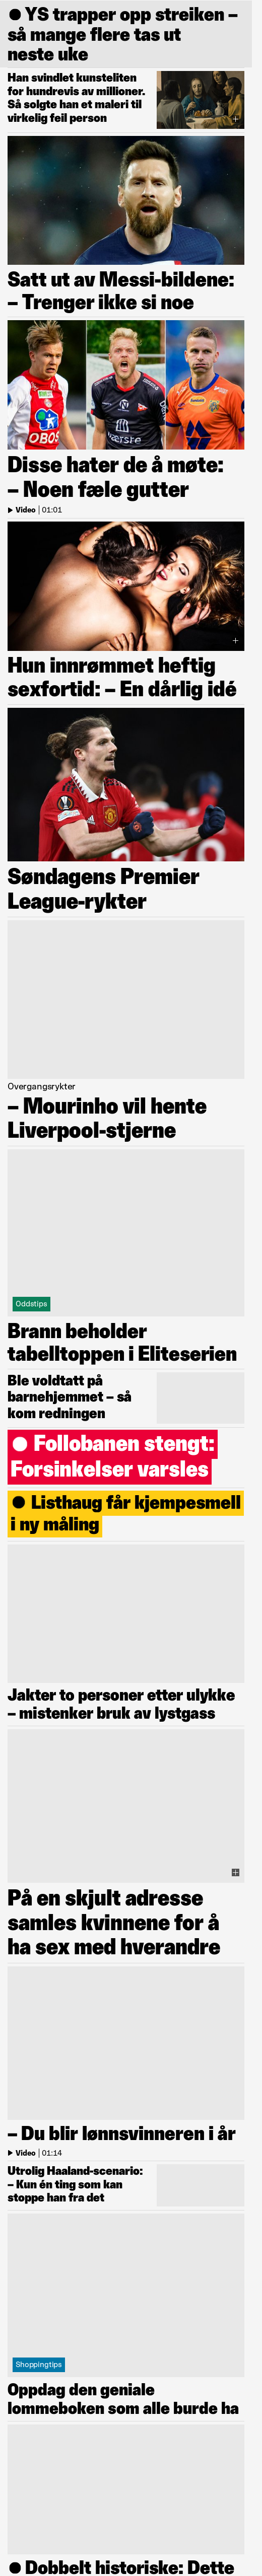 YS trapper opp streiken –
så mange flere tas ut
neste uke
Han svindlet kunsteliten
for hundrevis av millioner.
Så solgte han et maleri til
virkelig feil person
Satt ut av Messi-bildene:
– Trenger ikke si noe
OBOS
Disse hater de å møte:
– Noen fæle gutter
Video | 01:01
Hun innrømmet heftig
sexfortid: – En dårlig idé
Søndagens Premier
League-rykter
Overgangsrykter
– Mourinho vil hente
Liverpool-stjerne
Oddstips
Brann beholder
tabelltoppen i Eliteserien
Ble voldtatt på
barnehjemmet – så
kom redningen
Follobanen stengt:
Forsinkelser varsles
Listhaug får kjempesmell
i ny måling
Jakter to personer etter ulykke
– mistenker bruk av lystgass
På en skjult adresse
samles kvinnene for å
ha sex med hverandre
– Du blir lønnsvinneren i år
Video | 01:14
Utrolig Haaland-scenario:
– Kun én ting som kan
stoppe han fra det
Shoppingtips
Oppdag den geniale
lommeboken som alle burde ha
Dobbelt historiske: Dette